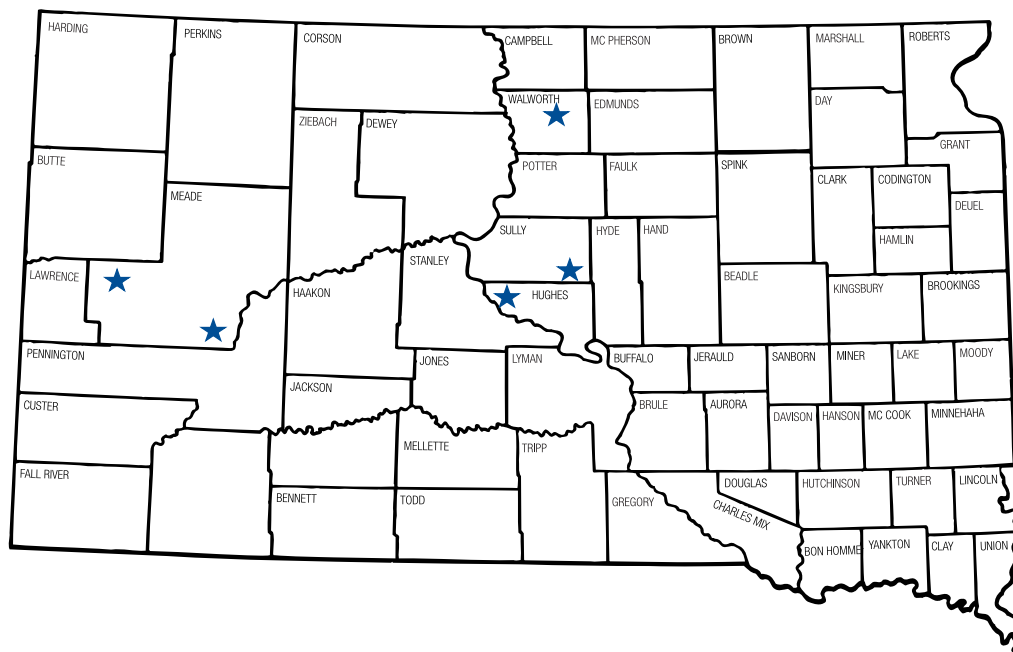 HARDING
PERKINS
CORSON
CAMPBELL
MC PHERSON
BROWN
MARSHALL
ROBERTS
WALWORTH
EDMUNDS
DAY
ZIEBACH
DEWEY
GRANT
BUTTE
POTTER
FAULK
SPINK
CLARK
CODINGTON
MEADE
DEUEL
SULLY
HYDE
HAND
HAMLIN
LAWRENCE
STANLEY
BEADLE
HAAKON
HUGHES
KINGSBURY
BROOKINGS
PENNINGTON
JONES
LYMAN
BUFFALO
JERAULD
SANBORN
MINER
LAKE
MOODY
JACKSON
CUSTER
BRULE
AURORA
DAVISON
HANSON
MC COOK
MINNEHAHA
MELLETTE
TRIPP
FALL RIVER
DOUGLAS
HUTCHINSON
TURNER
LINCOLN
BENNETT
TODD
GREGORY
CHARLES MIX
BON HOMME
YANKTON
CLAY
UNION